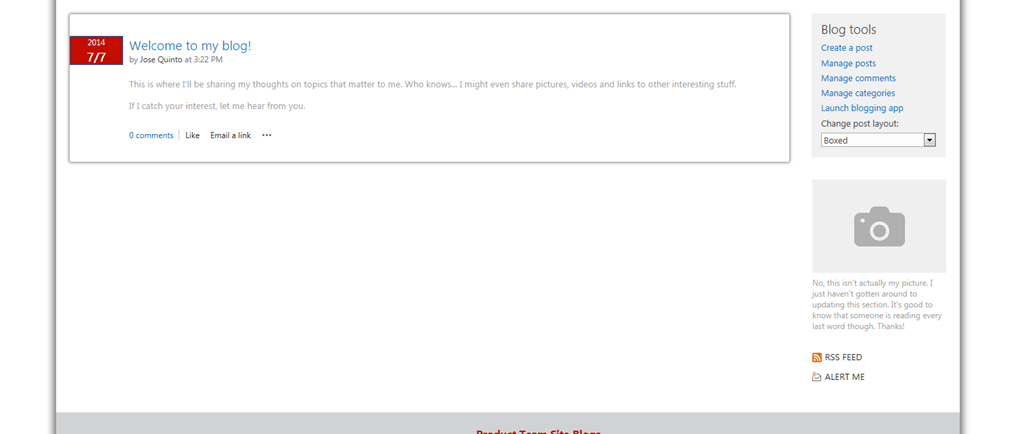 2014
7/7
Welcome to my blog!
by Jose Quinto at 3:22 PM
This is where I'll be sharing my thoughts on topics that matter to me. Who knows... I might even share pictures, videos and links to other interesting stuff.
If I catch your interest, let me hear from you.
0 comments Like Email a link •••
Blog tools
Create a post
Manage posts
Manage comments
Manage categories
Launch blogging app
Change post layout:
Boxed
No, this isn't actually my picture. I
just haven't gotten around to
updating this section. It's good to
know that someone is reading every
last word though. Thanks!
RSS FEED
ALERT ME
Product Team Site Blogs